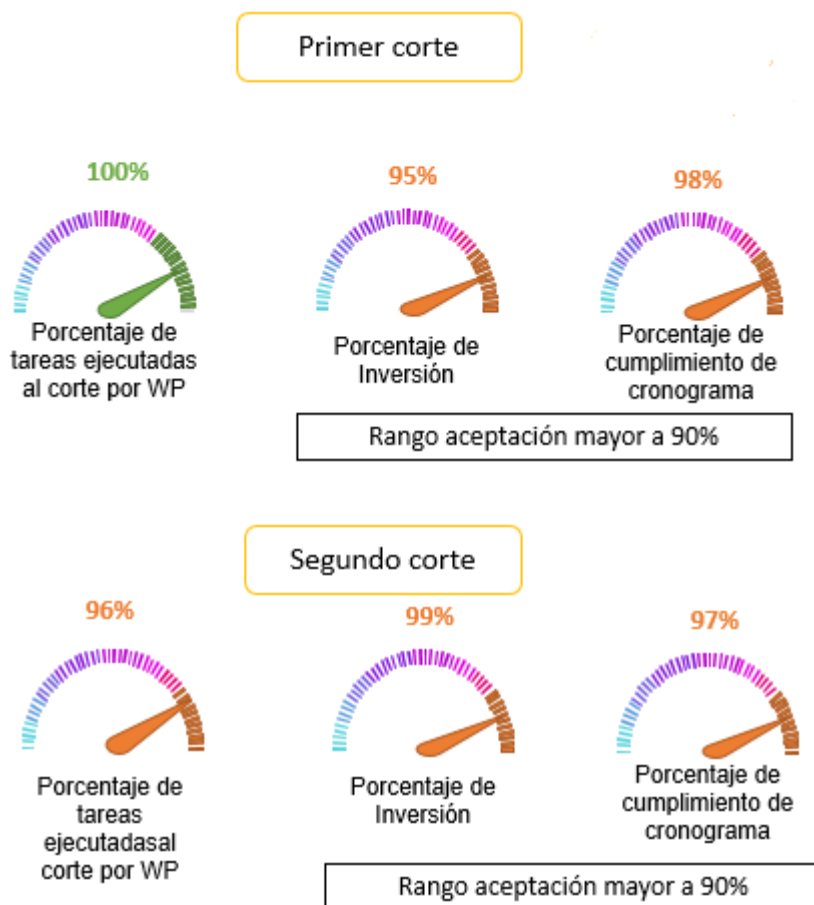 Primer corte
100%
95%
98%
Porcentaje de
tareas ejecutadas
al corte por WP
Porcentaje de
Inversión
Porcentaje de
cumplimiento de
cronograma
Rango aceptación mayor a 90%
Segundo corte
96%
99%
97%
Porcentaje de
tareas
ejecutadasal
corte por WP
Porcentaje de
Inversión
Porcentaje de
cumplimiento de
cronograma
Rango aceptación mayor a 90%